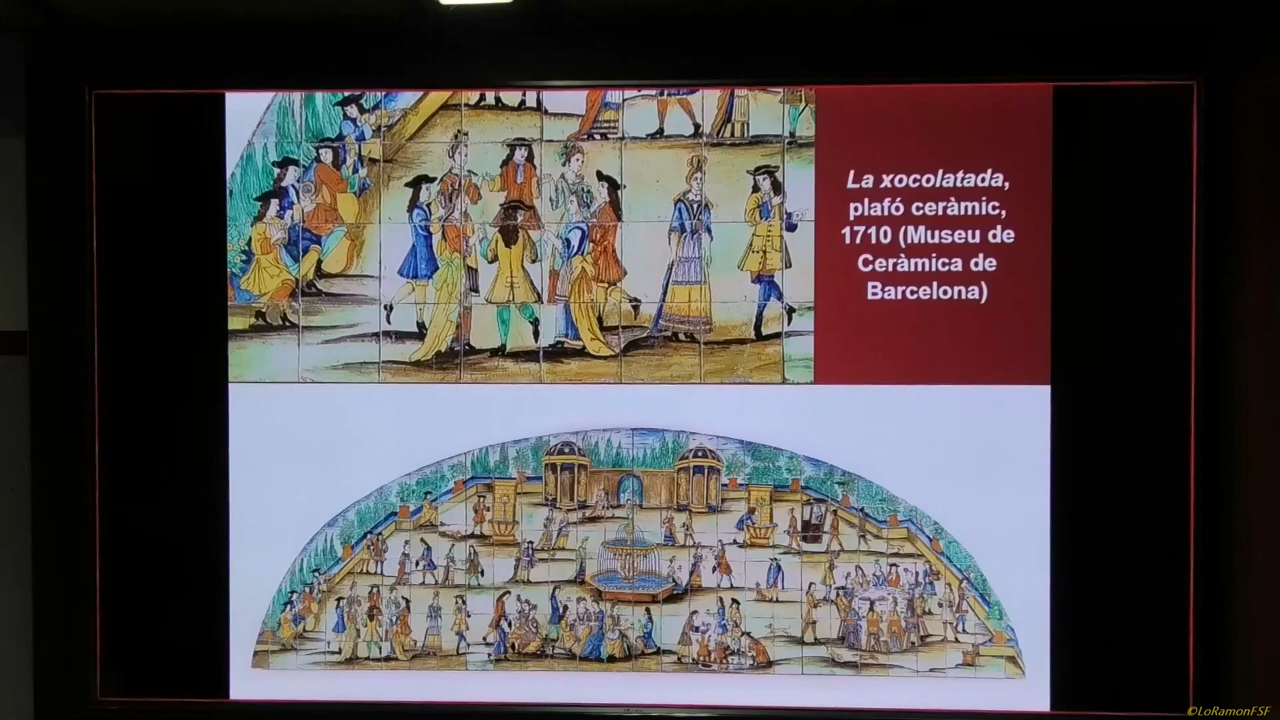 La xocolatada,
plafó ceràmic,
1710 (Museu de
Ceràmica de
Barcelona)
©LoRamonFSF